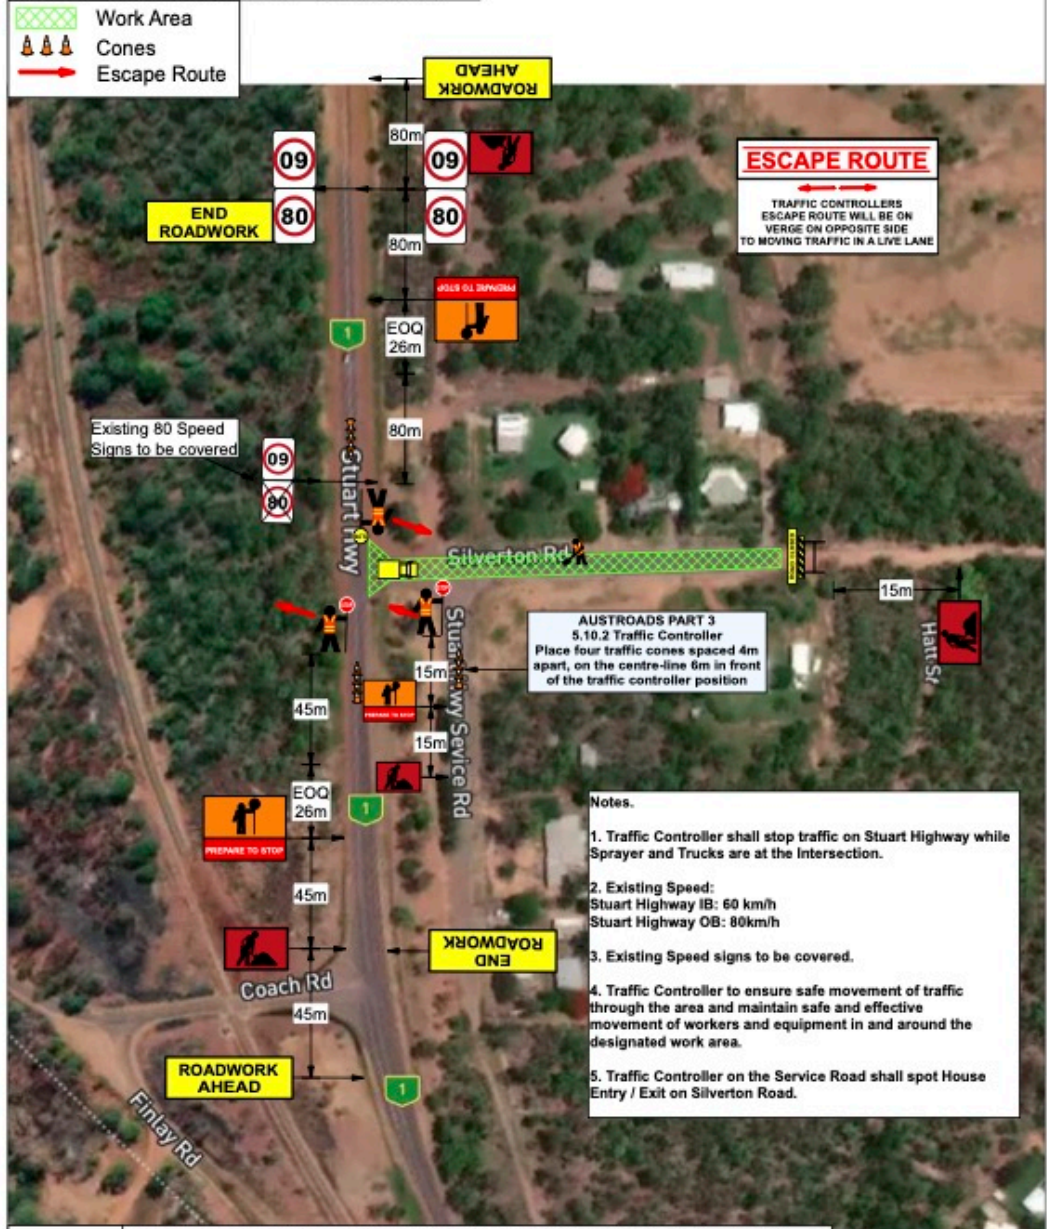 Work Area
Cones
Escape Route
ROADWORK
AHEAD
80m
60
60
80
80
END
ROADWORK
80m
ESCAPE ROUTE
TRAFFIC CONTROLLERS
ESCAPE ROUTE WILL BE ON
VERGE ON OPPOSITE SIDE
TO MOVING TRAFFIC IN A LIVE LANE
PREPARE TO STOP
1
EOQ
26m
80m
Existing 80 Speed
Signs to be covered
60
80
Stuart Hwy
Silverton Rd
ROAD CLOSED
15m
Hatt St
STOP
STOP
AUSTROADS PART 3
5.10.2 Traffic Controller
Place four traffic cones spaced 4m
apart, on the centre-line 6m in front
of the traffic controller position
Stuart Hwy Sevice Rd
15m
PREPARE TO STOP
45m
15m
EOQ
26m
1
PREPARE TO STOP
45m
END
ROADWORK
Coach Rd
45m
ROADWORK
AHEAD
1
Finlay Rd
Notes.
1. Traffic Controller shall stop traffic on Stuart Highway while
Sprayer and Trucks are at the Intersection.
2. Existing Speed:
Stuart Highway IB: 60 km/h
Stuart Highway OB: 80km/h
3. Existing Speed signs to be covered.
4. Traffic Controller to ensure safe movement of traffic
through the area and maintain safe and effective
movement of workers and equipment in and around the
designated work area.
5. Traffic Controller on the Service Road shall spot House
Entry / Exit on Silverton Road.